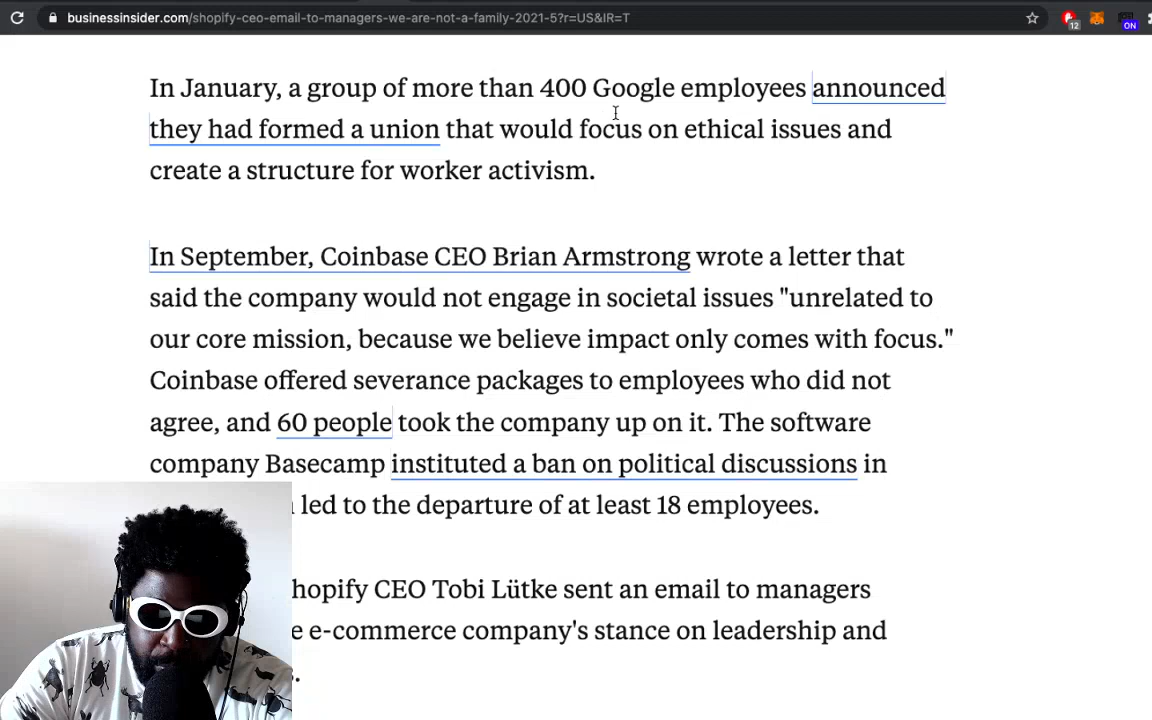 businessinsider.com/shopify-ceo-email-to-managers-we-are-not-a-family-2021-5?r=US&IR=T
12
ON
In January, a group of more than 400 Google employees announced
they had formed a union that would focus on ethical issues and
create a structure for worker activism.
In September, Coinbase CEO Brian Armstrong wrote a letter that
said the company would not engage in societal issues "unrelated to
our core mission, because we believe impact only comes with focus."
Coinbase offered severance packages to employees who did not
agree, and 60 people took the company up on it. The software
company Basecamp instituted a ban on political discussions in
led to the departure of at least 18 employees.
hopify CEO Tobi Lütke sent an email to managers
e e-commerce company's stance on leadership and